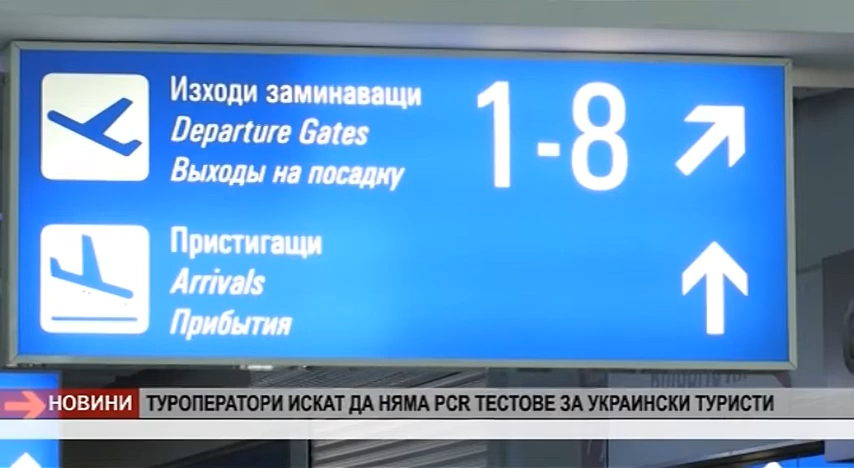 Изходи заминаващи
Departure Gates
Выходы на посадку
1-8
Пристигащи
Arrivals
Прибытия
НОВИНИ
ТУРОПЕРАТОРИ ИСКАТ ДА НЯМА PCR ТЕСТОВЕ ЗА УКРАИНСКИ ТУРИСТИ